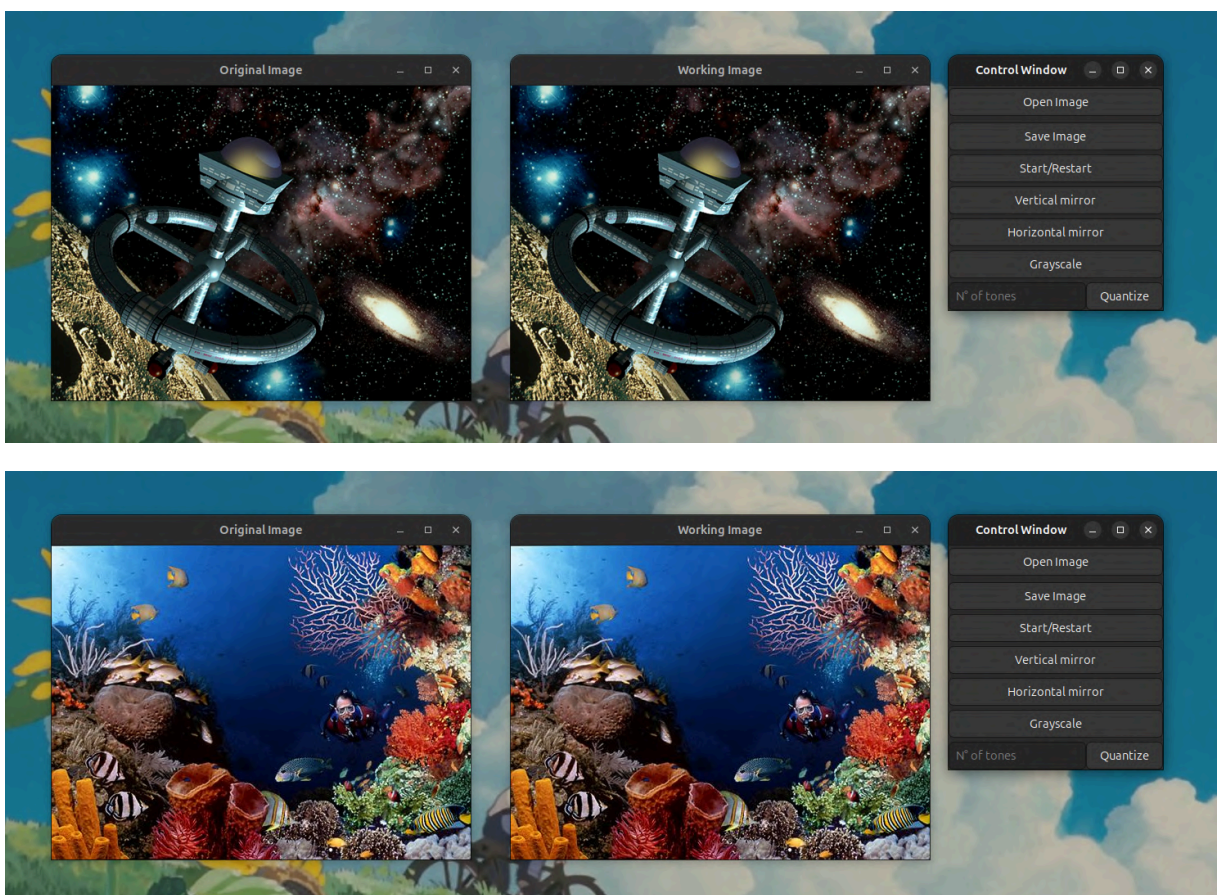 Original Image
Working Image
Control Window
Open Image
Save Image
Start/Restart
Vertical mirror
Horizontal mirror
Grayscale
N° of tones
Quantize
Original Image
Working Image
Control Window
Open Image
Save Image
Start/Restart
Vertical mirror
Horizontal mirror
Grayscale
N° of tones
Quantize